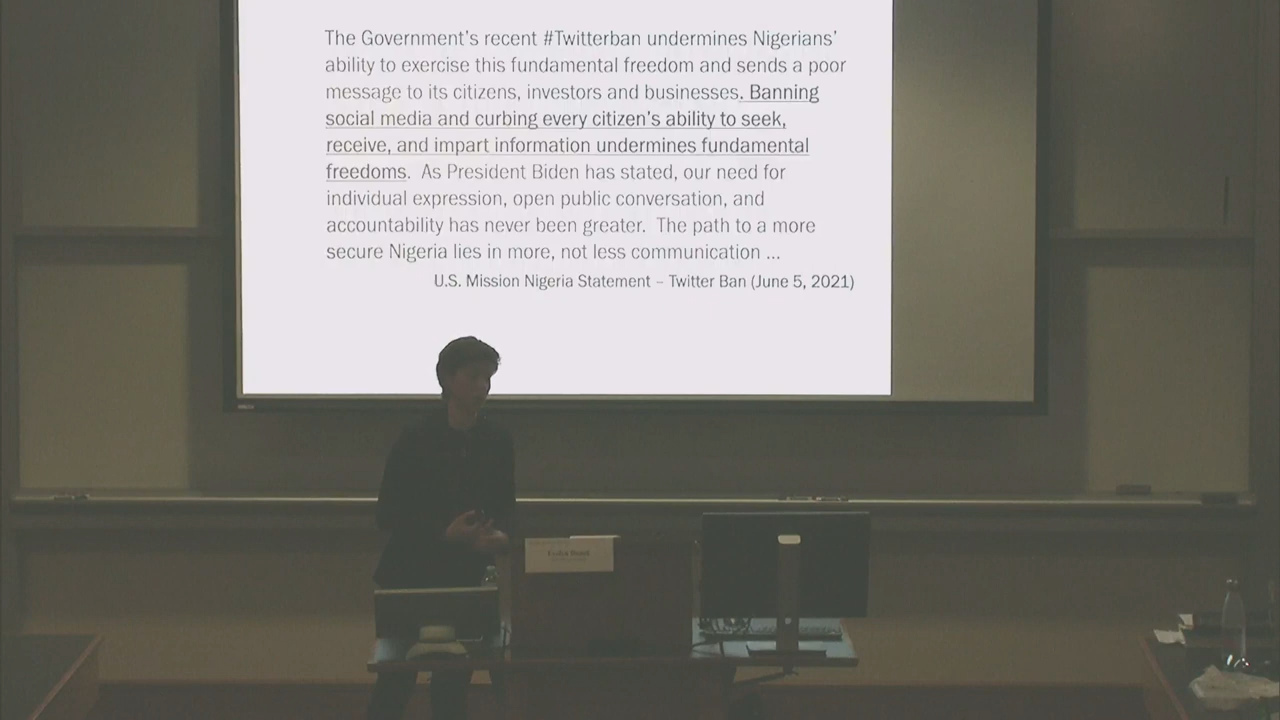 The Government's recent #Twitterban undermines Nigerians'
ability to exercise this fundamental freedom and sends a poor
message to its citizens, investors and businesses. Banning
social media and curbing every citizen's ability to seek,
receive, and impart information undermines fundamental
freedoms. As President Biden has stated, our need for
individual expression, open public conversation, and
accountability has never been greater. The path to a more
secure Nigeria lies in more, not less communication ...
U.S. Mission Nigeria Statement – Twitter Ban (June 5, 2021)